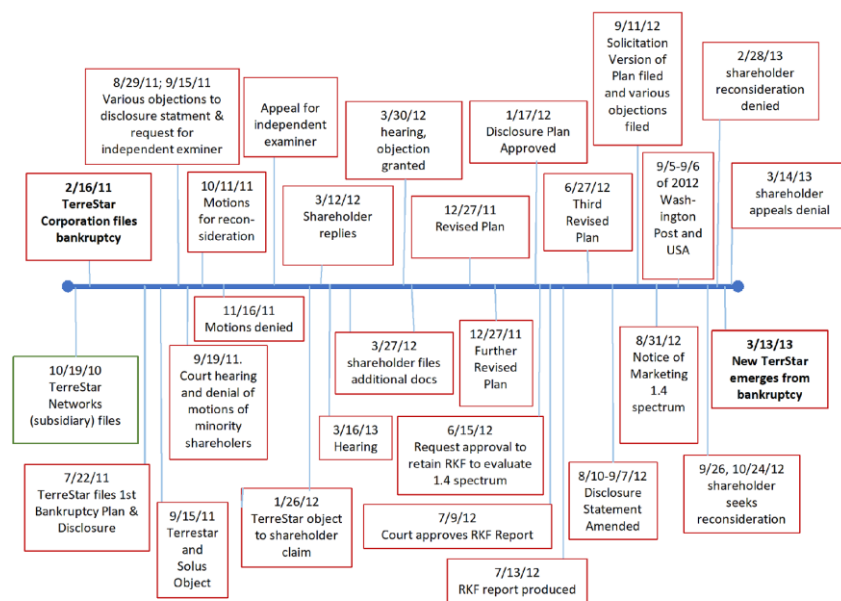 8/29/11; 9/15/11
Various objections to
disclosure statment &
request for
independent exminer
Appeal for
independent
examiner
3/30/12
hearing,
objection
granted
1/17/12
Disclosure Plan
Approved
9/11/12
Solicitation
Version of
Plan filed
and various
objections
filed
2/28/13
shareholder
reconsideration
denied
2/16/11
TerreStar
Corporation files
bankruptcy
10/11/11
Motions
for recon-
sideration
3/12/12
Shareholder
replies
12/27/11
Revised Plan
6/27/12
Third
Revised
Plan
9/5-9/6
of 2012
Wash-
ington
Post and
USA
3/14/13
shareholder
appeals denial
10/19/10
TerreStar
Networks
(subsidiary) files
11/16/11
Motions denied
9/19/11.
Court hearing
and denial of
motions of
minority
shareholers
3/27/12
shareholder files
additional docs
12/27/11
Further
Revised
Plan
8/31/12
Notice of
Marketing
1.4
spectrum
3/13/13
New TerrStar
emerges from
bankruptcy
7/22/11
TerreStar files 1st
Bankruptcy Plan &
Disclosure
9/15/11
Terrestar
and
Solus
Object
1/26/12
TerreStar object
to shareholder
claim
3/16/13
Hearing
6/15/12
Request approval to
retain RKF to evaluate
1.4 spectrum
7/9/12
Court approves RKF Report
7/13/12
RKF report produced
8/10-9/7/12
Disclosure
Statement
Amended
9/26, 10/24/12
shareholder
seeks
reconsideration